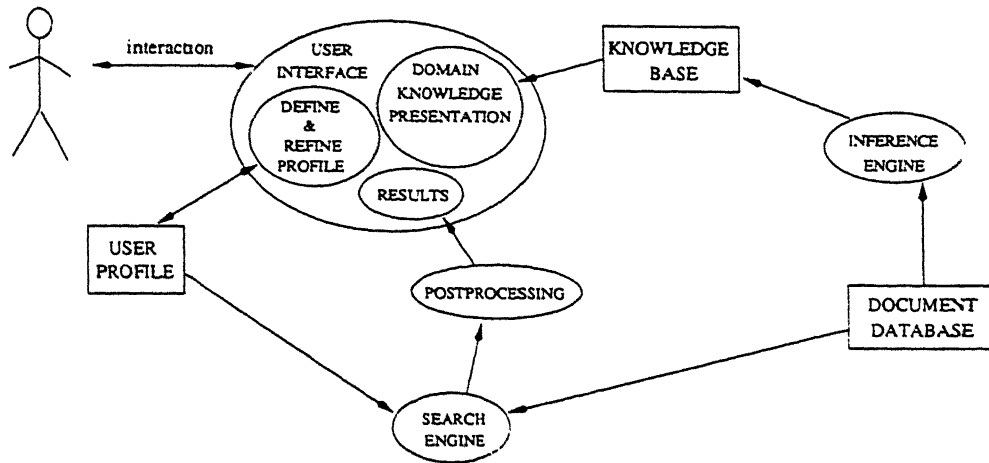 interaction
USER
INTERFACE
DOMAIN
KNOWLEDGE
PRESENTATION
DEFINE
&
REFINE
PROFILE
RESULTS
KNOWLEDGE
BASE
INFERENCE
ENGINE
USER
PROFILE
POSTPROCESSING
DOCUMENT
DATABASE
SEARCH
ENGINE